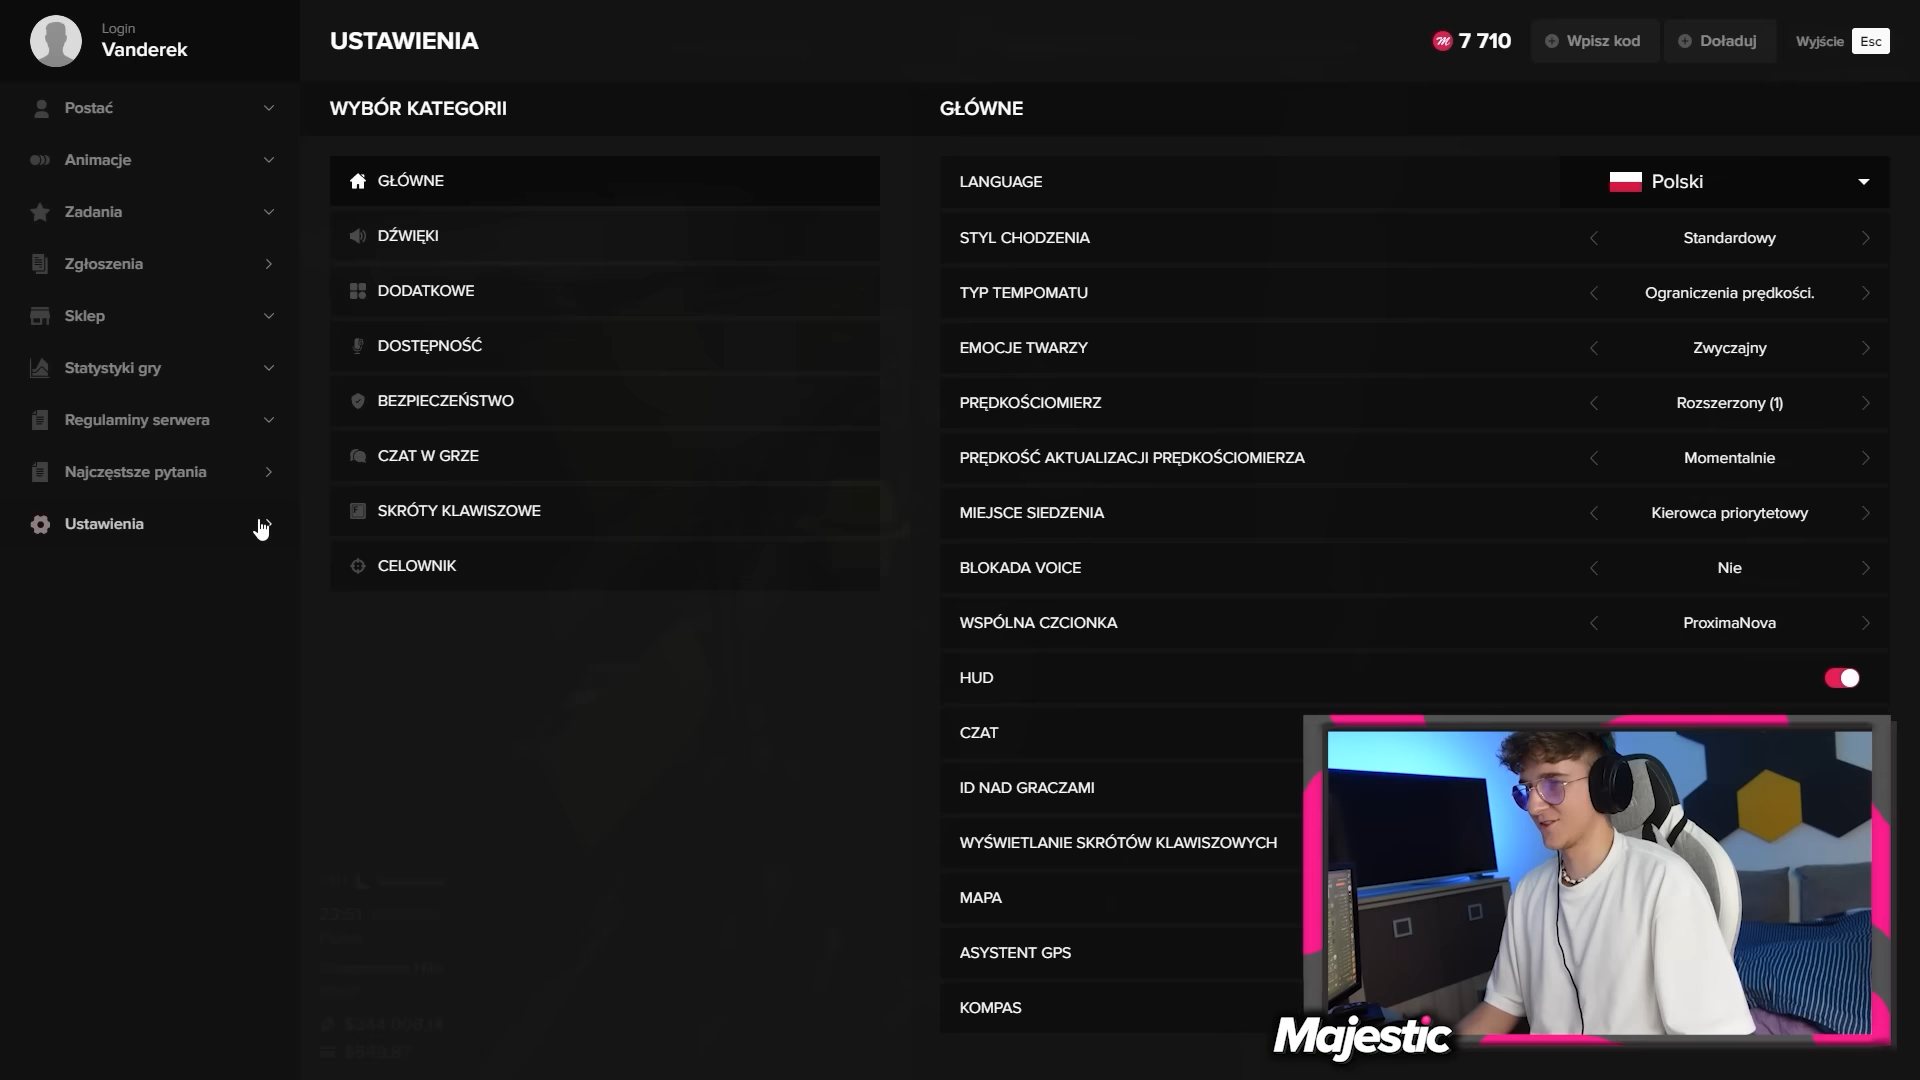 Login
Vanderek
USTAWIENIA
7 710
Wpisz kod
Doładuj
Wyjście
Esc
Postać
Animacje
Zadania
Zgłoszenia
Sklep
Statystyki gry
Regulaminy serwera
Najczęstsze pytania
Ustawienia
WYBÓR KATEGORII
GŁÓWNE
DŹWIĘKI
DODATKOWE
DOSTĘPNOŚĆ
BEZPIECZEŃSTWO
CZAT W GRZE
SKRÓTY KLAWISZOWE
CELOWNIK
GŁÓWNE
LANGUAGE
Polski
STYL CHODZENIA
Standardowy
TYP TEMPOMATU
Ograniczenia prędkości.
EMOCJE TWARZY
Zwyczajny
PRĘDKOŚCIOMIERZ
Rozszerzony (1)
PRĘDKOŚĆ AKTUALIZACJI PRĘDKOŚCIOMIERZA
Momentalnie
MIEJSCE SIEDZENIA
Kierowca priorytetowy
BLOKADA VOICE
Nie
WSPÓLNA CZCIONKA
ProximaNova
HUD
CZAT
ID NAD GRACZAMI
WYŚWIETLANIE SKRÓTÓW KLAWISZOWYCH
MAPA
ASYSTENT GPS
KOMPAS
Majestic